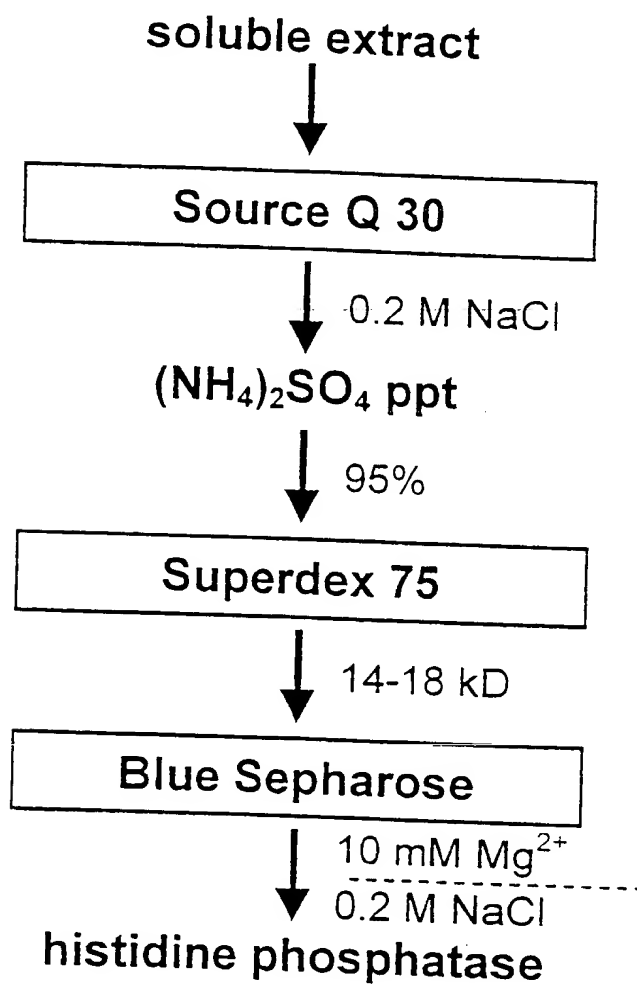 soluble extract
Source Q 30
0.2 M NaCl
(NH₄)₂SO₄ ppt
95%
Superdex 75
14-18 kD
Blue Sepharose
10 mM Mg²⁺
0.2 M NaCl
histidine phosphatase